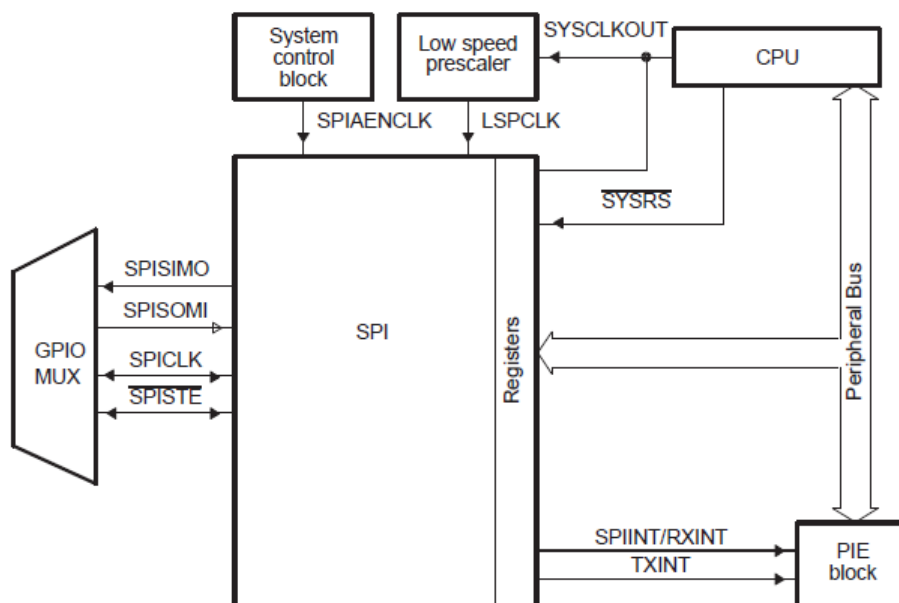 System
control
block
Low speed
prescaler
SYSCLKOUT
CPU
SPIAENCLK
LSPCLK
SYSRS
SPISIMO
SPISOMI
SPICLK
SPISTE
GPIO
MUX
SPI
Registers
Peripheral Bus
SPIINT/RXINT
TXINT
PIE
block